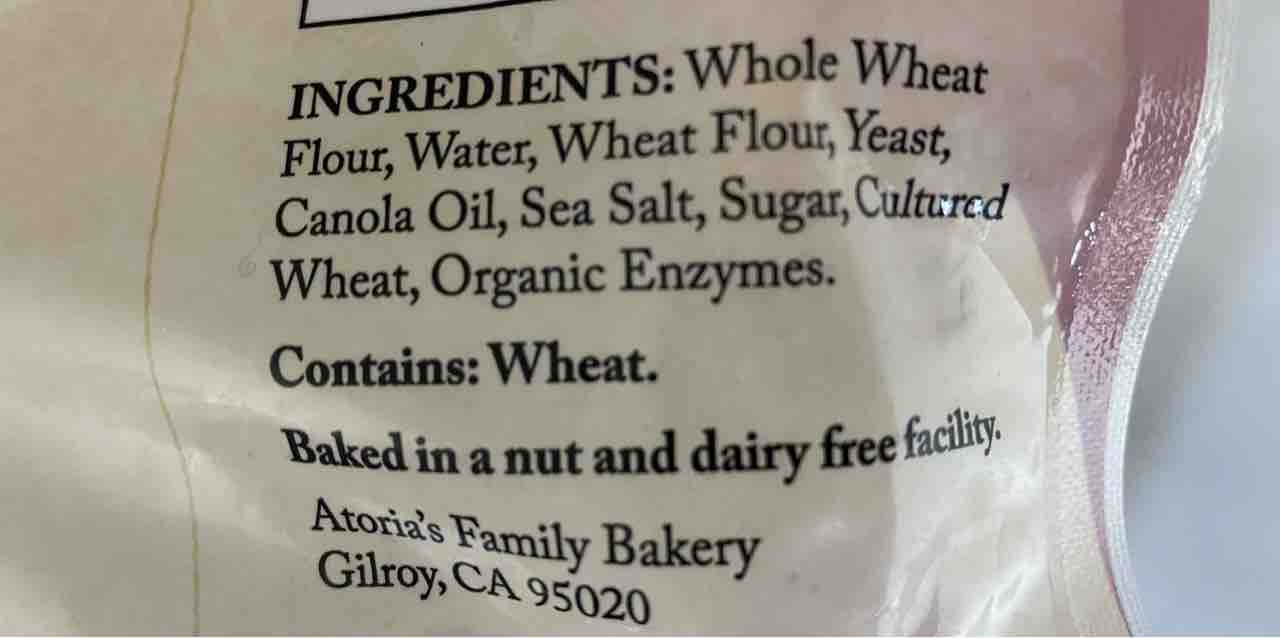 INGREDIENTS: Whole Wheat
Flour, Water, Wheat Flour, Yeast,
Canola Oil, Sea Salt, Sugar, Cultured
Wheat, Organic Enzymes.
Contains: Wheat.
Baked in a nut and dairy free facility.
Atoria's Family Bakery
Gilroy, CA 95020